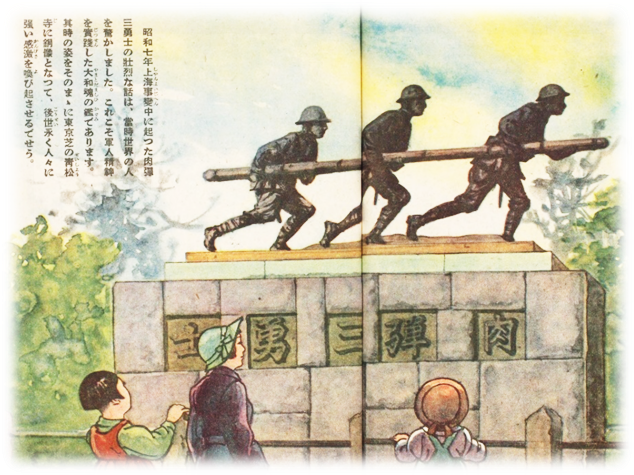 昭和七年上海事變中に起つた肉彈
三勇士の壯烈な話は、當時世界の人
を驚かしました。これこそ軍人精神
を實踐した大和魂の鑑であります。
其時の姿をそのまゝに東京芝の靑松
寺に銅像となつて、後世永く人々に
強い感激を喚び起させるでせう。
肉彈三勇士